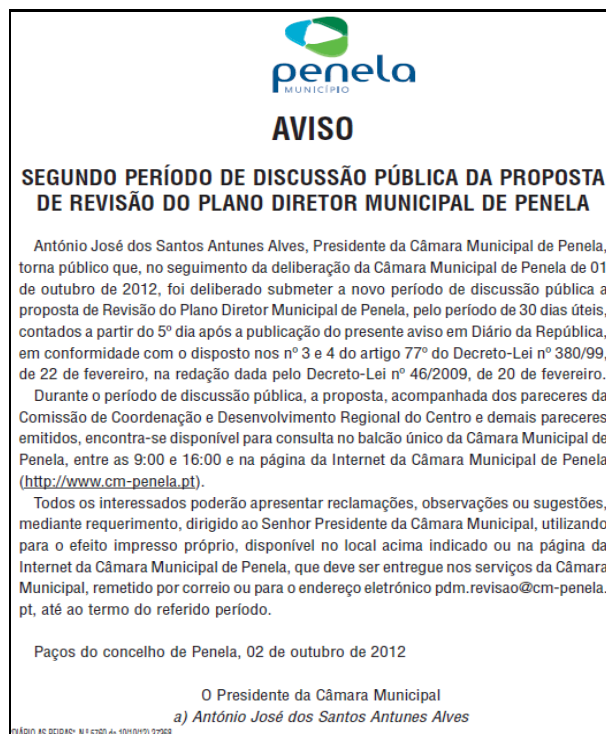 penela
MUNICÍPIO
AVISO
SEGUNDO PERÍODO DE DISCUSSÃO PÚBLICA DA PROPOSTA
DE REVISÃO DO PLANO DIRETOR MUNICIPAL DE PENELA
António José dos Santos Antunes Alves, Presidente da Câmara Municipal de Penela,
torna público que, no seguimento da deliberação da Câmara Municipal de Penela de 01
de outubro de 2012, foi deliberado submeter a novo período de discussão pública a
proposta de Revisão do Plano Diretor Municipal de Penela, pelo período de 30 dias úteis,
contados a partir do 5º dia após a publicação do presente aviso em Diário da República,
em conformidade com o disposto nos nº 3 e 4 do artigo 77º do Decreto-Lei nº 380/99,
de 22 de fevereiro, na redação dada pelo Decreto-Lei nº 46/2009, de 20 de fevereiro.
Durante o período de discussão pública, a proposta, acompanhada dos pareceres da
Comissão de Coordenação e Desenvolvimento Regional do Centro e demais pareceres
emitidos, encontra-se disponível para consulta no balcão único da Câmara Municipal de
Penela, entre as 9:00 e 16:00 e na página da Internet da Câmara Municipal de Penela
(http://www.cm-penela.pt).
Todos os interessados poderão apresentar reclamações, observações ou sugestões,
mediante requerimento, dirigido ao Senhor Presidente da Câmara Municipal, utilizando
para o efeito impresso próprio, disponível no local acima indicado ou na página da
Internet da Câmara Municipal de Penela, que deve ser entregue nos serviços da Câmara
Municipal, remetido por correio ou para o endereço eletrónico pdm.revisao@cm-penela.
pt, até ao termo do referido período.
Paços do concelho de Penela, 02 de outubro de 2012
O Presidente da Câmara Municipal
a) António José dos Santos Antunes Alves